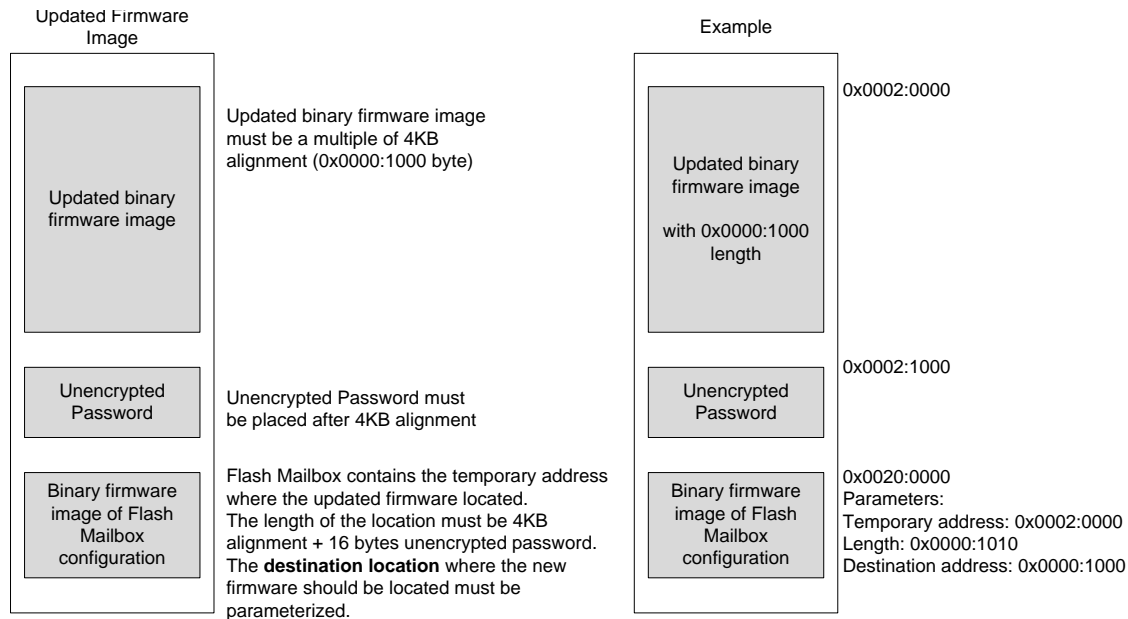 Updated Firmware
Image
Updated binary
firmware image
Updated binary firmware image
must be a multiple of 4KB
alignment (0x0000:1000 byte)
Unencrypted
Password
Unencrypted Password must
be placed after 4KB alignment
Binary firmware
image of Flash
Mailbox
configuration
Flash Mailbox contains the temporary address
where the updated firmware located.
The length of the location must be 4KB
alignment + 16 bytes unencrypted password.
The destination location where the new
firmware should be located must be
parameterized.
Example
0x0002:0000
Updated binary
firmware image
with 0x0000:1000
length
0x0002:1000
Unencrypted
Password
Binary firmware
image of Flash
Mailbox
configuration
0x0020:0000
Parameters:
Temporary address: 0x0002:0000
Length: 0x0000:1010
Destination address: 0x0000:1000